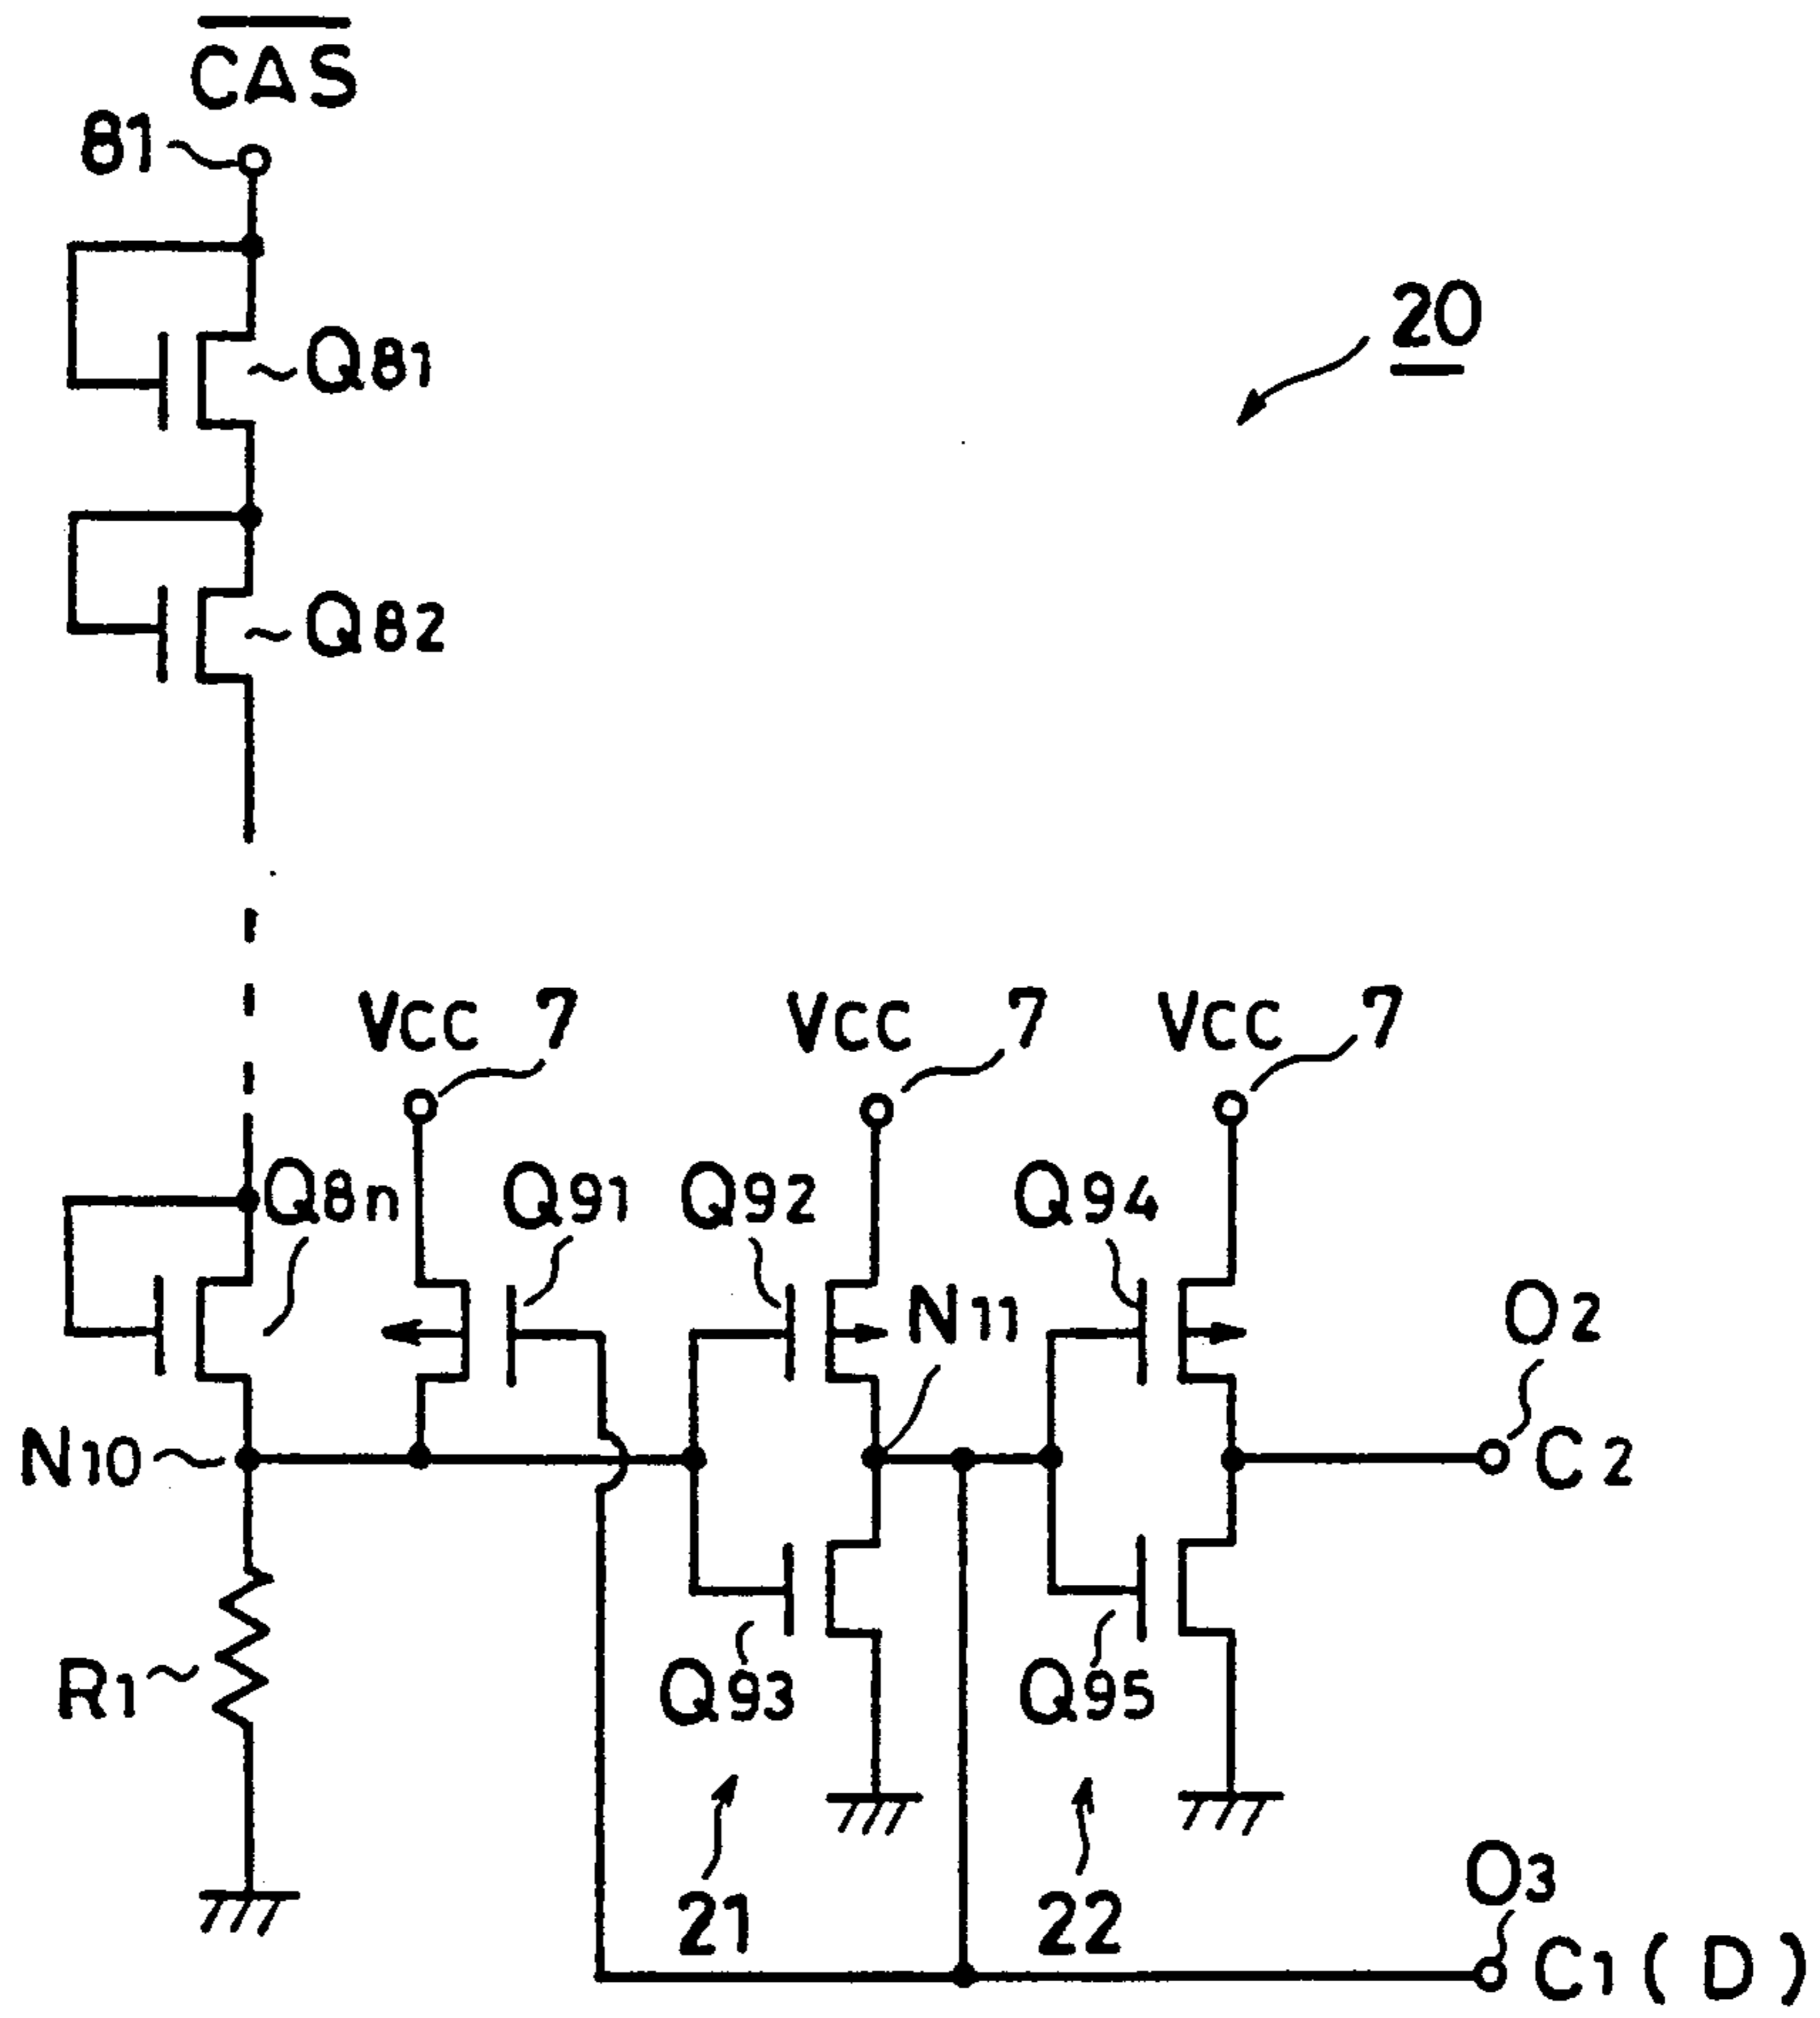 CAS
81
Q81
20
Q82
VCC 7
VCC 7
VCC 7
Q8n
Q91
Q92
Q94
N11
O2
N10
C2
R1
Q93
Q95
21
22
O3
C1(D)